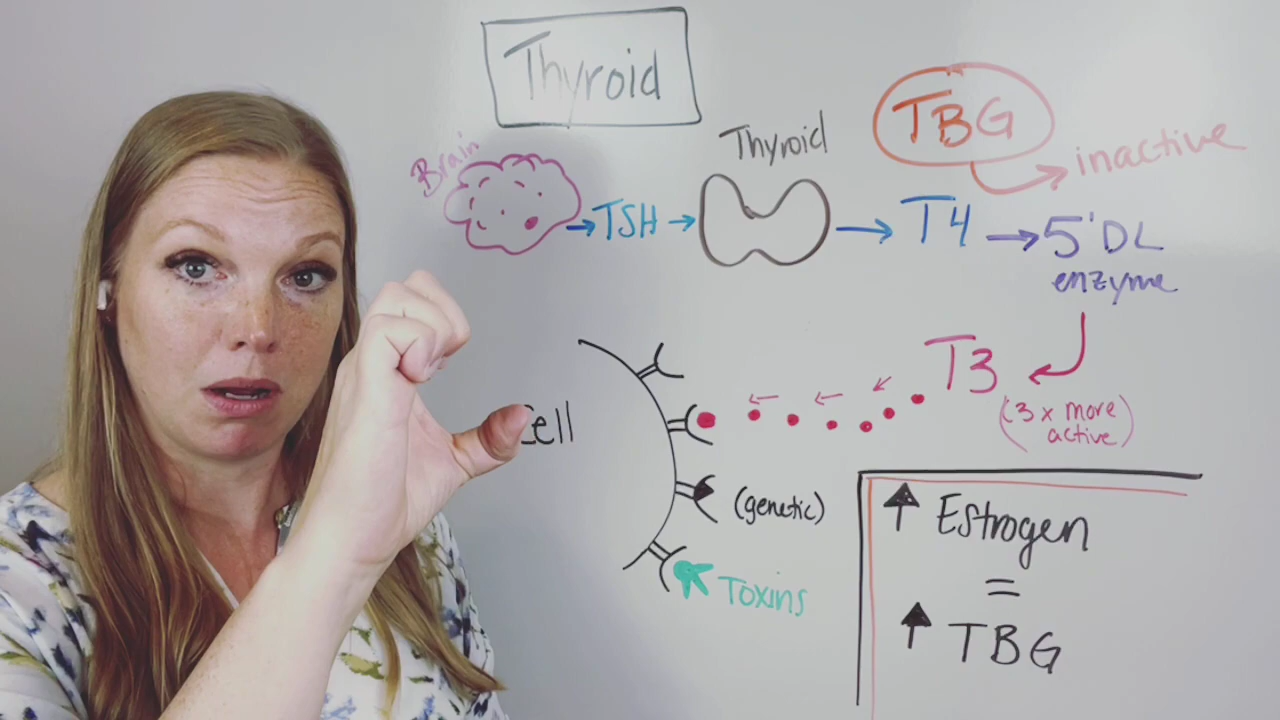 Thyroid
Brain
TSH
Thyroid
TBG
inactive
T4
5'DL
enzyme
T3
(3 x more
active)
Cell
(genetic)
Toxins
↑ Estrogen
=
↑ TBG